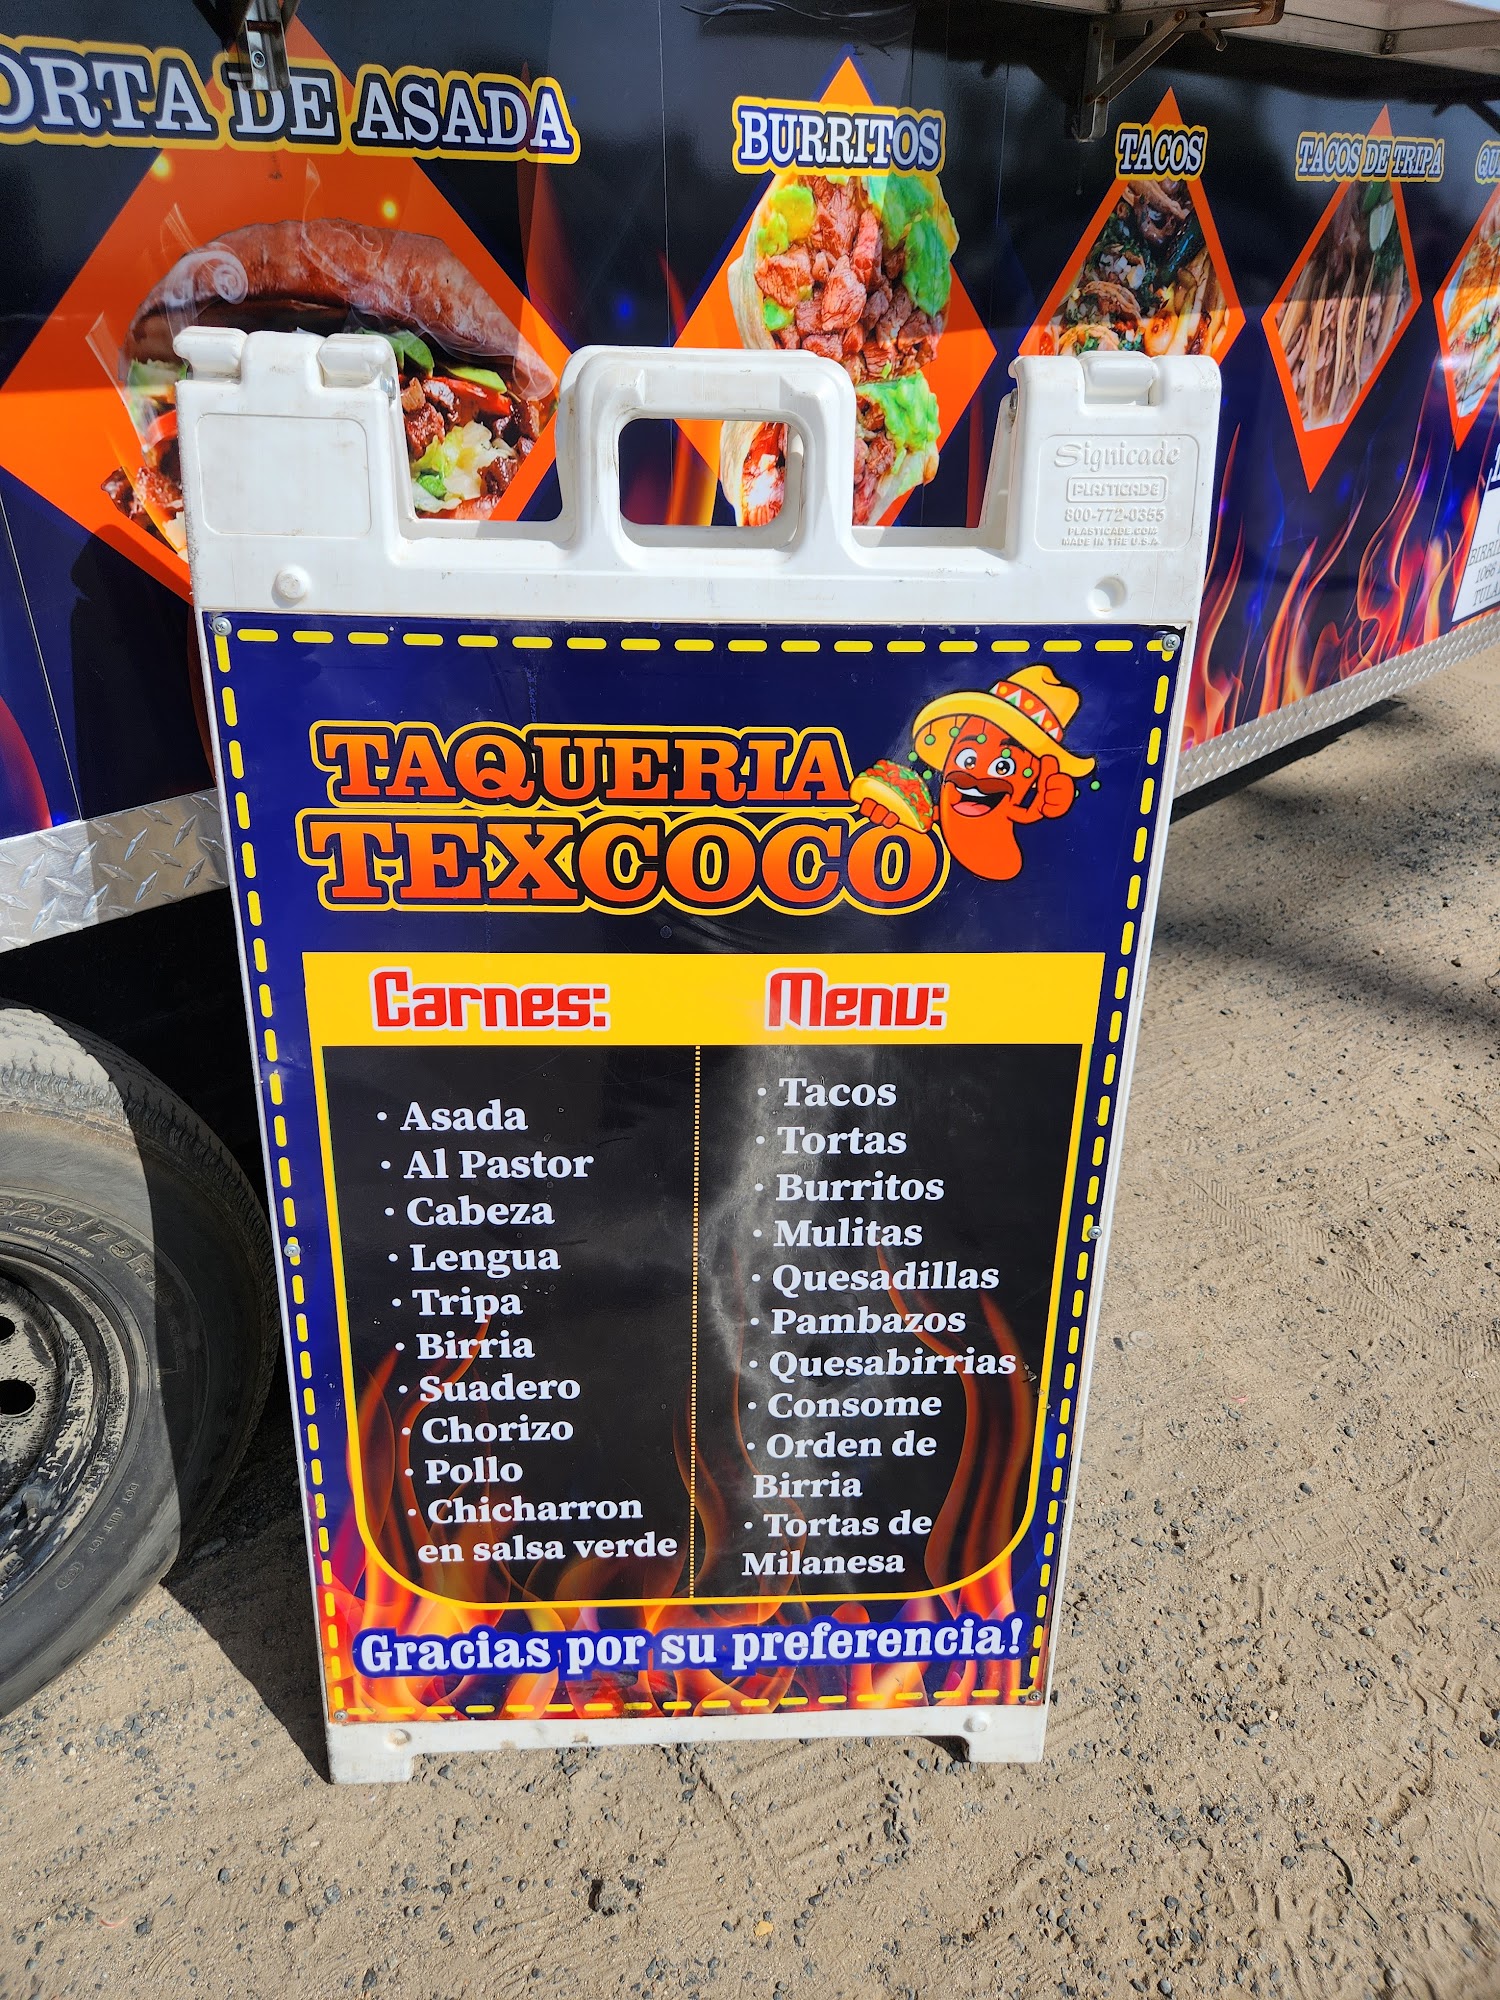 DE ASADA
BURRITOS
TACOS
TACOS DE TRIPA
Signicade
PLASTICADE
800-772-0355
PLASTICADE.COM
MADE IN THE U.S.A.
TAQUERIA
TEXCOCO
Carnes:
· Asada
· Al Pastor
· Cabeza
· Lengua
· Tripa
· Birria
· Suadero
· Chorizo
· Pollo
· Chicharron
en salsa verde
Menu:
· Tacos
· Tortas
· Burritos
· Mulitas
· Quesadillas
· Pambazos
· Quesabirrias
· Consome
· Orden de
Birria
· Tortas de
Milanesa
Gracias por su preferencia!